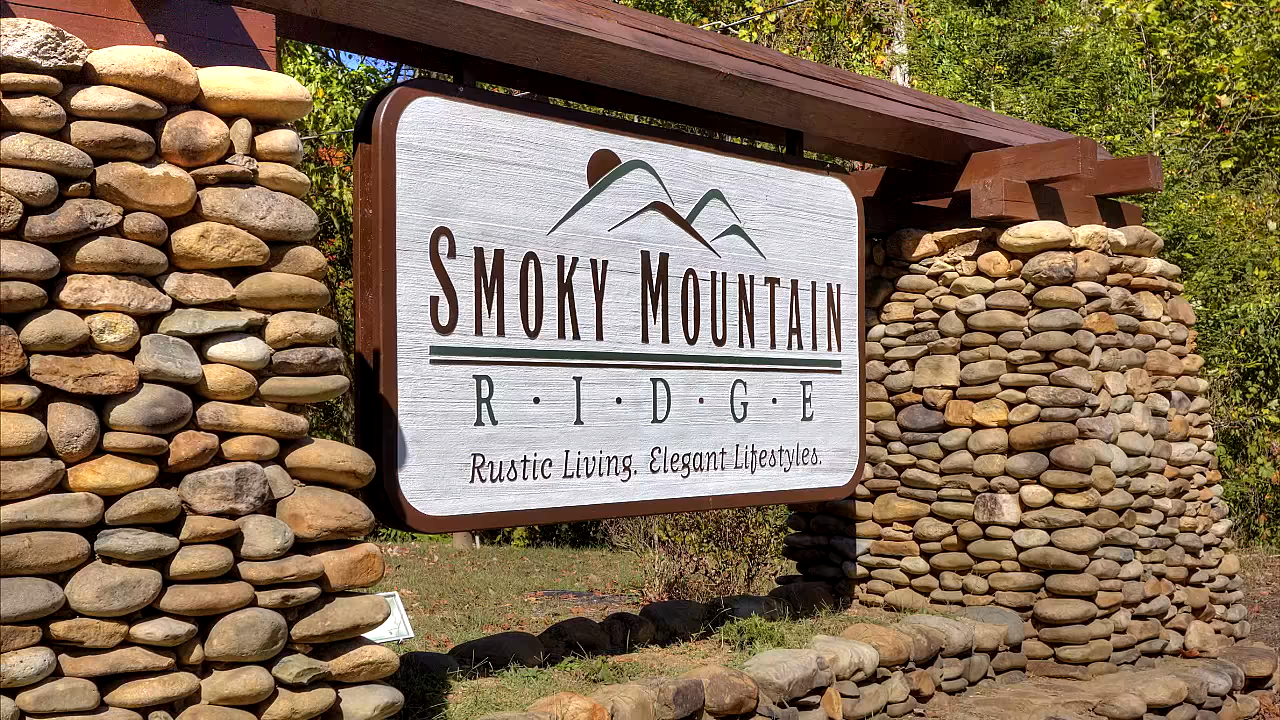 Smoky Mountain
R · I · D · G · E
Rustic Living. Elegant Lifestyles.